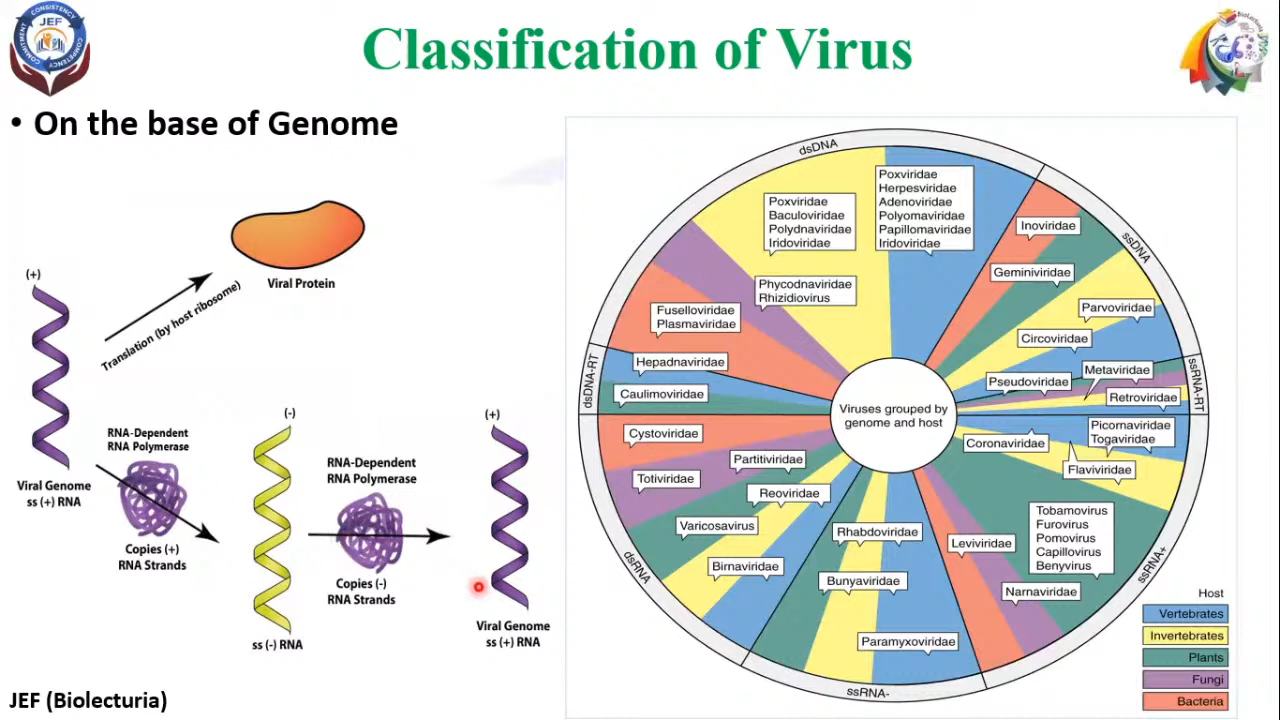 CONSISTENCY
COMMITMENT
COMPETENCY
JEF
Classification of Virus
• On the base of Genome
(+)
Viral Protein
Translation (by host ribosome)
RNA-Dependent
RNA Polymerase
Viral Genome
ss (+) RNA
Copies (+)
RNA Strands
(-)
ss (-) RNA
RNA-Dependent
RNA Polymerase
Copies (-)
RNA Strands
(+)
Viral Genome
ss (+) RNA
JEF (Biolecturia)
dsDNA
Poxviridae
Baculoviridae
Polydnaviridae
Iridoviridae
Poxviridae
Herpesviridae
Adenoviridae
Polyomaviridae
Papillomaviridae
Iridoviridae
Phycodnaviridae
Rhizidiovirus
Fuselloviridae
Plasmaviridae
ssDNA
Inoviridae
Geminiviridae
Parvoviridae
Circoviridae
dsDNA-RT
Hepadnaviridae
Caulimoviridae
Viruses grouped by
genome and host
ssRNA-RT
Pseudoviridae
Metaviridae
Retroviridae
dsRNA
Cystoviridae
Partitiviridae
Totiviridae
Reoviridae
Varicosavirus
Birnaviridae
ssRNA-
Rhabdoviridae
Bunyaviridae
Paramyxoviridae
ssRNA+
Picornaviridae
Togaviridae
Coronaviridae
Flaviviridae
Tobamovirus
Furovirus
Pomovirus
Capillovirus
Benyvirus
Leviviridae
Narnaviridae
Host
Vertebrates
Invertebrates
Plants
Fungi
Bacteria